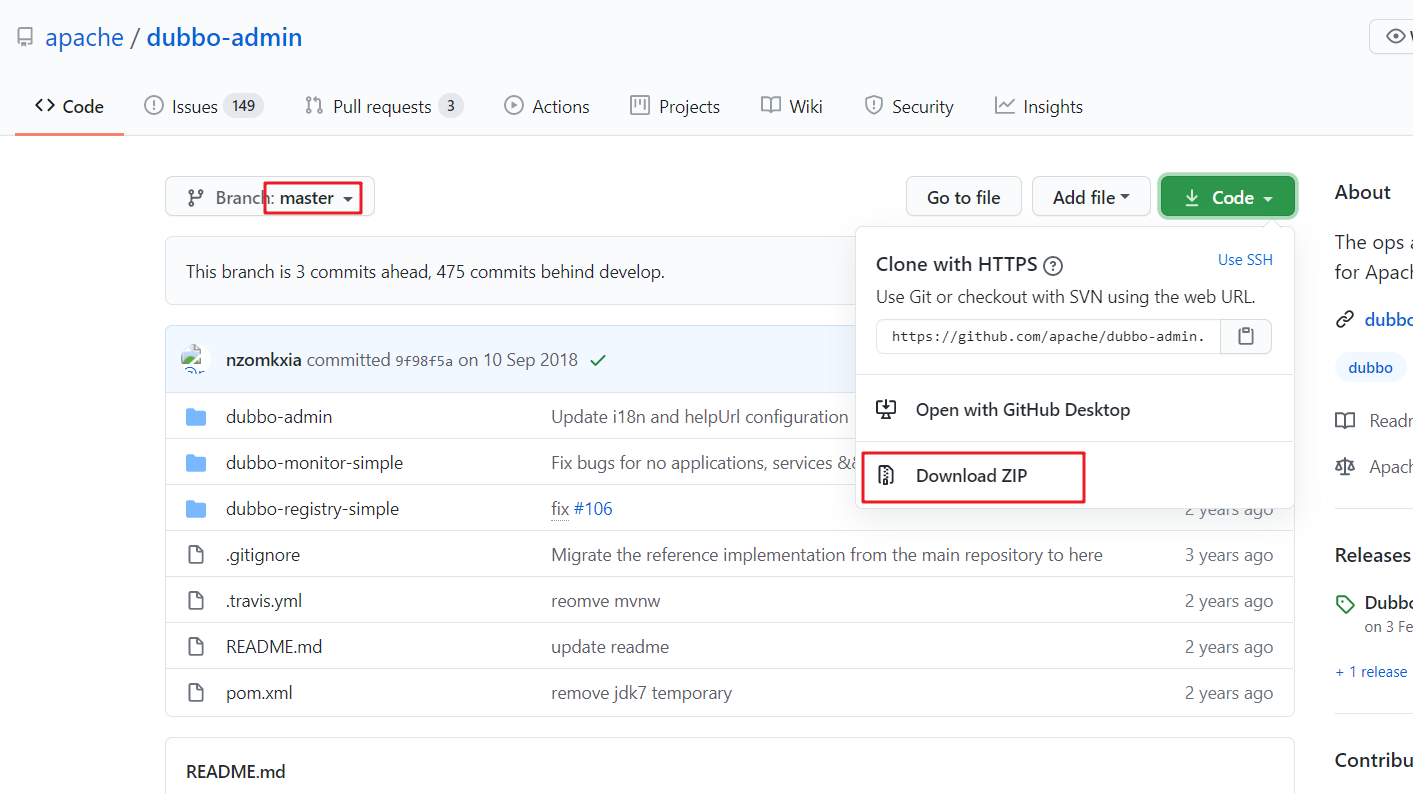 apache / dubbo-admin
Code Issues 149 Pull requests 3 Actions Projects Wiki Security Insights
Branch: master Go to file Add file Code
This branch is 3 commits ahead, 475 commits behind develop.
Clone with HTTPS Use SSH
Use Git or checkout with SVN using the web URL.
https://github.com/apache/dubbo-admin.
Open with GitHub Desktop
Download ZIP
nzomkxia committed 9f98f5a on 10 Sep 2018
dubbo-admin Update i18n and helpUrl configuration
dubbo-monitor-simple Fix bugs for no applications, services &&
dubbo-registry-simple fix #106 2 years ago
.gitignore Migrate the reference implementation from the main repository to here 3 years ago
.travis.yml reomve mvnw 2 years ago
README.md update readme 2 years ago
pom.xml remove jdk7 temporary 2 years ago
README.md
About
The ops
for
dubbo
Releases
on 3
+ 1 release